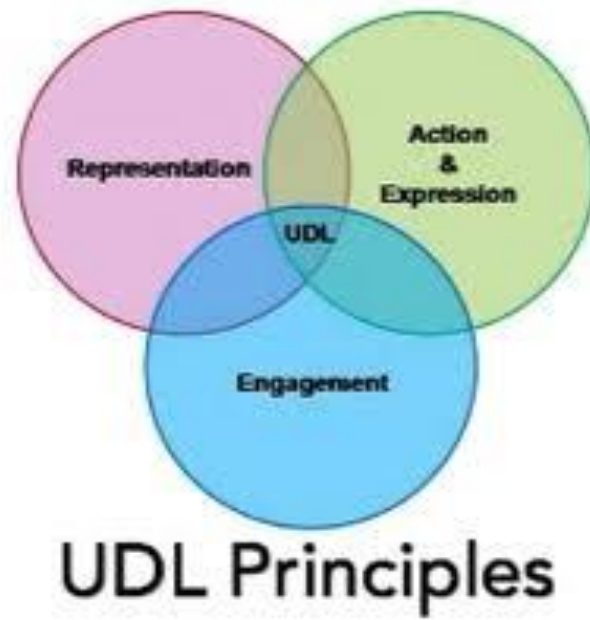 Representation
Action
&
Expression
UDL
Engagement
UDL Principles